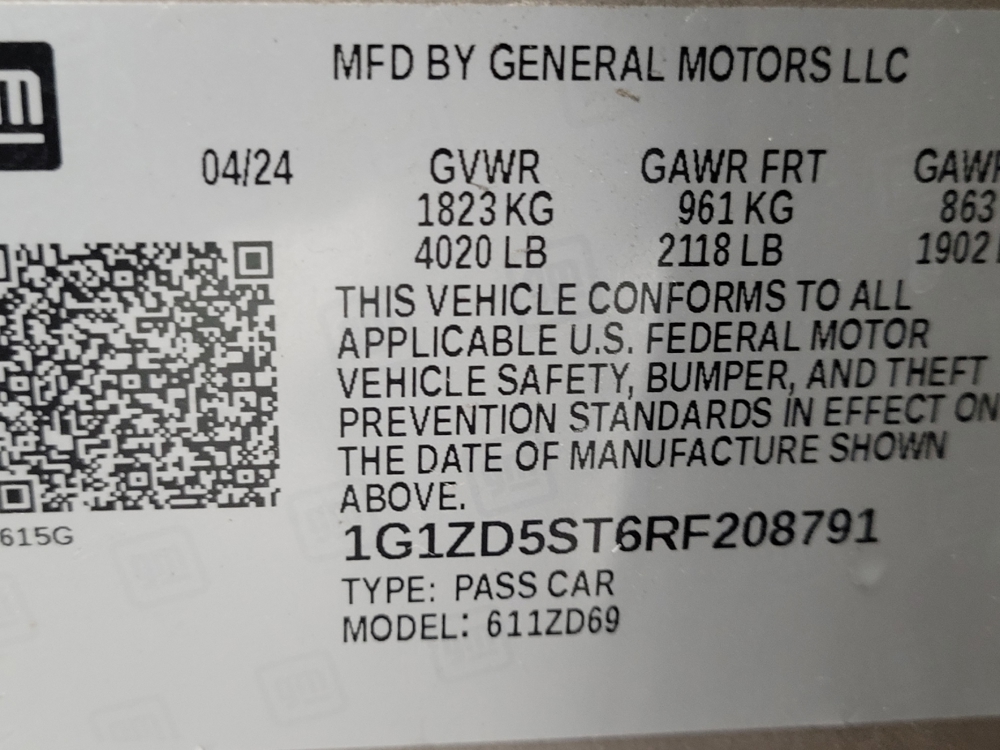 MFD BY GENERAL MOTORS LLC
04/24 GVWR GAWR FRT
1823 KG 961 KG 863
4020 LB 2118 LB 1902
THIS VEHICLE CONFORMS TO ALL
APPLICABLE U.S. FEDERAL MOTOR
VEHICLE SAFETY, BUMPER, AND THEFT
PREVENTION STANDARDS IN EFFECT ON
THE DATE OF MANUFACTURE SHOWN
ABOVE.
615G
1G1ZD5ST6RF208791
TYPE: PASS CAR
MODEL: 611ZD69